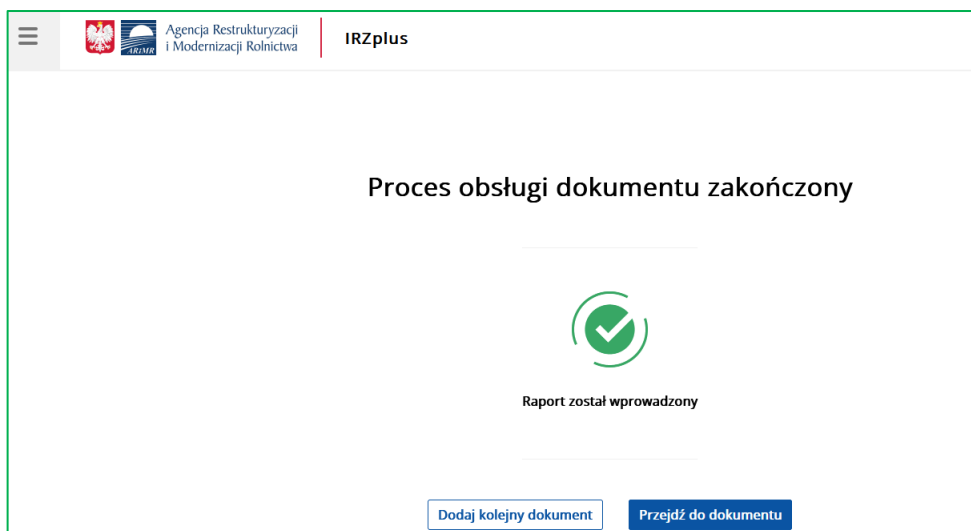 Agencja Restrukturyzacji
i Modernizacji Rolnictwa
ARiMR
IRZplus
Proces obsługi dokumentu zakończony
Raport został wprowadzony
Dodaj kolejny dokument
Przejdź do dokumentu